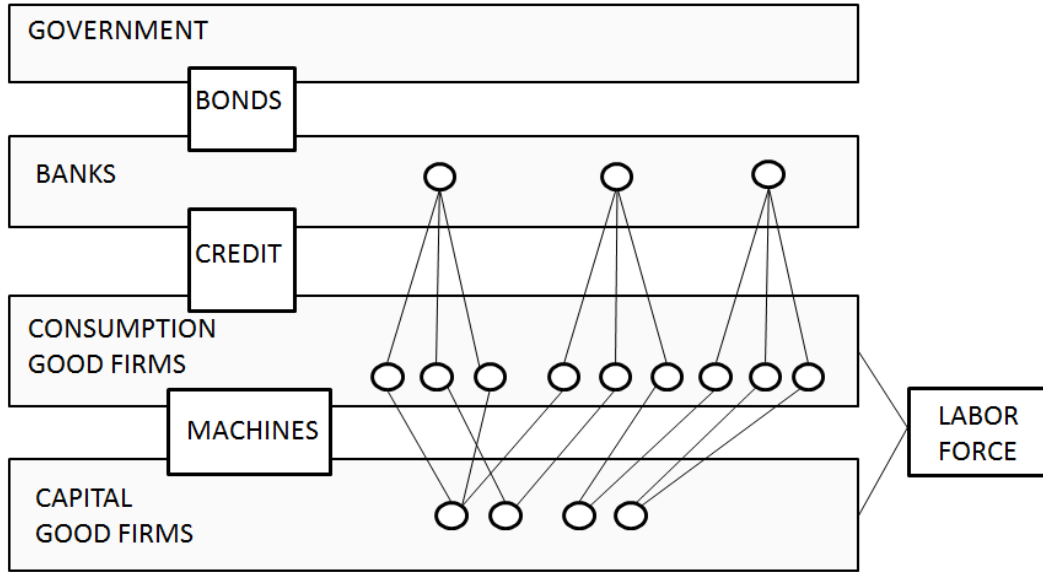 GOVERNMENT
BONDS
BANKS
CREDIT
CONSUMPTION
GOOD FIRMS
MACHINES
LABOR
FORCE
CAPITAL
GOOD FIRMS